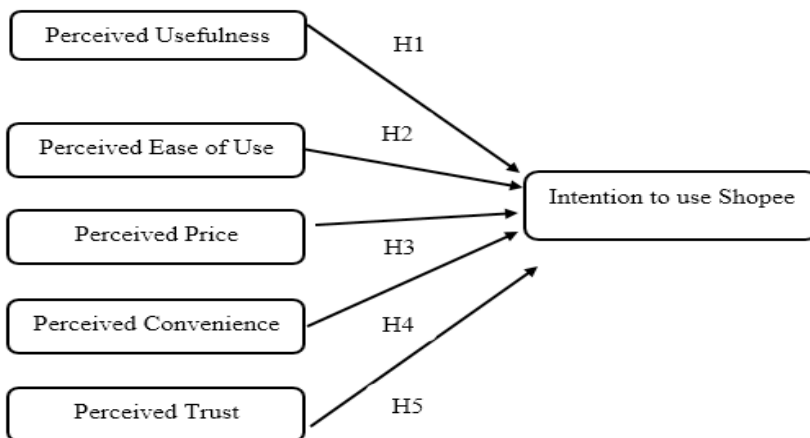 Perceived Usefulness
H1
Perceived Ease of Use
H2
Intention to use Shopee
Perceived Price
H3
Perceived Convenience
H4
Perceived Trust
H5